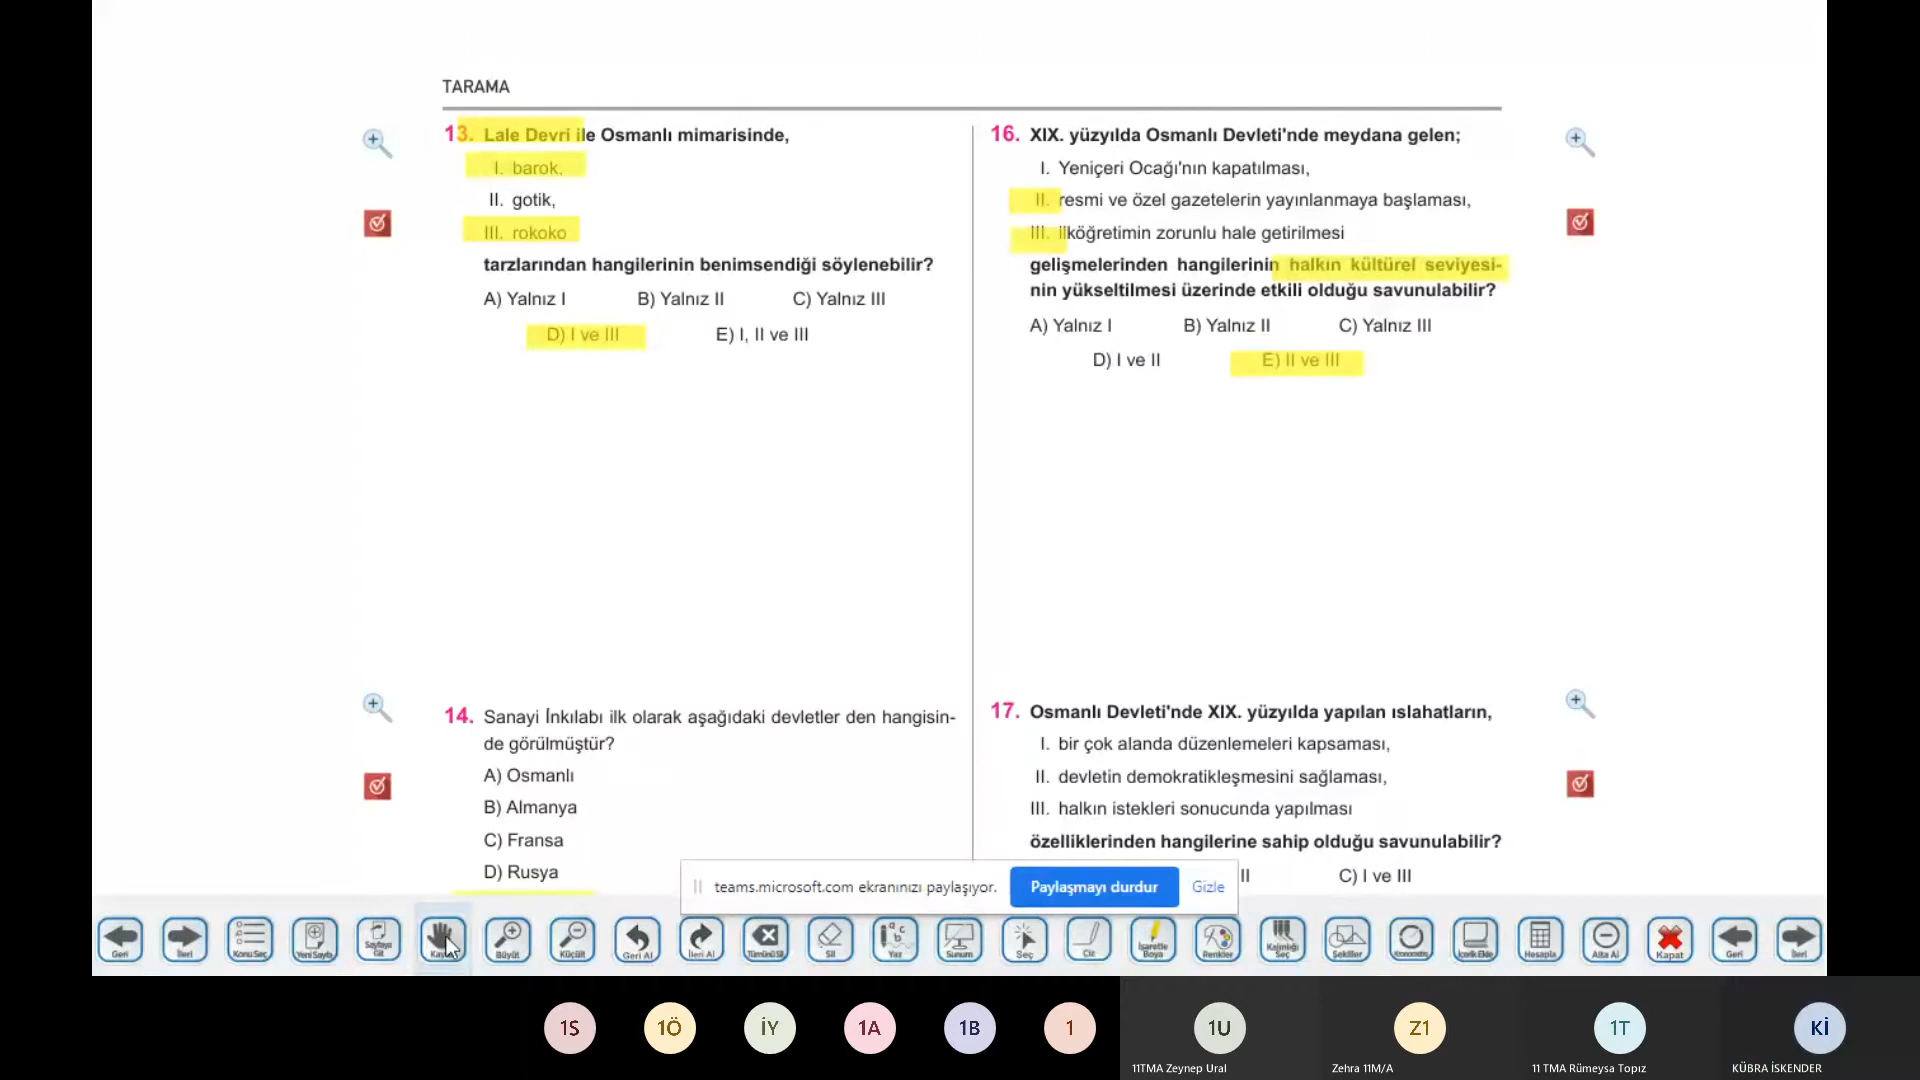 TARAMA
13. Lale Devri ile Osmanlı mimarisinde,
I. barok,
II. gotik,
III. rokoko
tarzlarından hangilerinin benimsendiği söylenebilir?
A) Yalnız I B) Yalnız II C) Yalnız III
D) I ve III E) I, II ve III
14. Sanayi İnkılabı ilk olarak aşağıdaki devletler den hangisin-
de görülmüştür?
A) Osmanlı
B) Almanya
C) Fransa
D) Rusya
16. XIX. yüzyılda Osmanlı Devleti'nde meydana gelen;
I. Yeniçeri Ocağı'nın kapatılması,
II. resmi ve özel gazetelerin yayınlanmaya başlaması,
III. ilköğretimin zorunlu hale getirilmesi
gelişmelerinden hangilerinin halkın kültürel seviyesi-
nin yükseltilmesi üzerinde etkili olduğu savunulabilir?
A) Yalnız I B) Yalnız II C) Yalnız III
D) I ve II E) II ve III
17. Osmanlı Devleti'nde XIX. yüzyılda yapılan ıslahatların,
I. bir çok alanda düzenlemeleri kapsaması,
II. devletin demokratikleşmesini sağlaması,
III. halkın istekleri sonucunda yapılması
özelliklerinden hangilerine sahip olduğu savunulabilir?
II C) I ve III
teams.microsoft.com ekranınızı paylaşıyor. Paylaşmayı durdur Gizle
Geri İleri Konu Seç Yeni Sayfa Sayfaya Git Büyüt Küçült Geri Al İleri Al Tümünü Sil Sil Yaz Sunum Seç Çiz İşaretle Boya Renkler Kalınlığı Seç Şekiller Kronometre İçerik Ekle Hesapla Alta Al Kapat Geri İleri
1S 1Ö İY 1A 1B 1 1U Z1 1T Kİ
11TMA Zeynep Ural Zehra 11M/A 11 TMA Rümeysa Topız KÜBRA İSKENDER